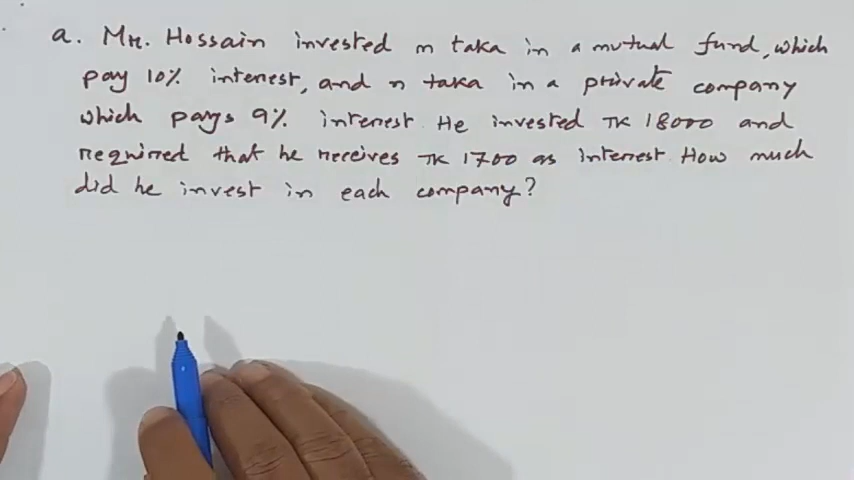 a. Mr. Hossain invested m taka in a mutual fund, which
pay 10% interest, and n taka in a private company
which pays 9% interest. He invested TK 18000 and
required that he receives TK 1700 as interest. How much
did he invest in each company?